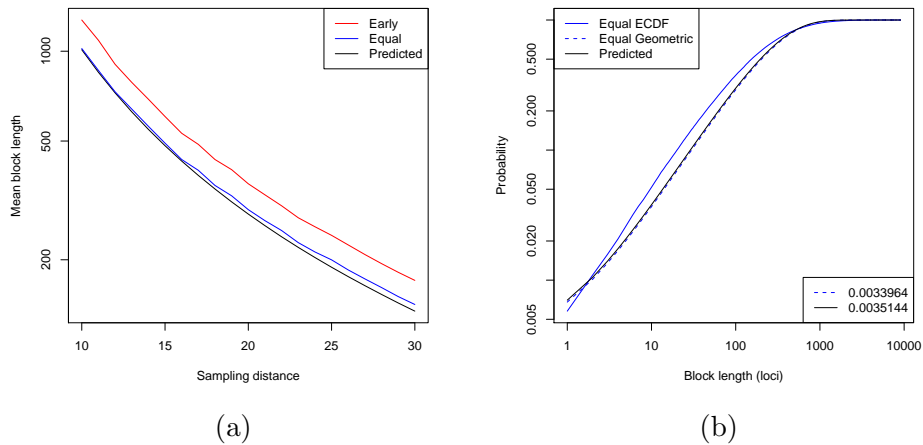 Early
Equal
Predicted
1000
500
200
Mean block length
10
15
20
25
30
Sampling distance
(a)
Equal ECDF
Equal Geometric
Predicted
0.500
0.200
0.050
0.020
0.005
Probability
0.0033964
0.0035144
1
10
100
1000
10000
Block length (loci)
(b)